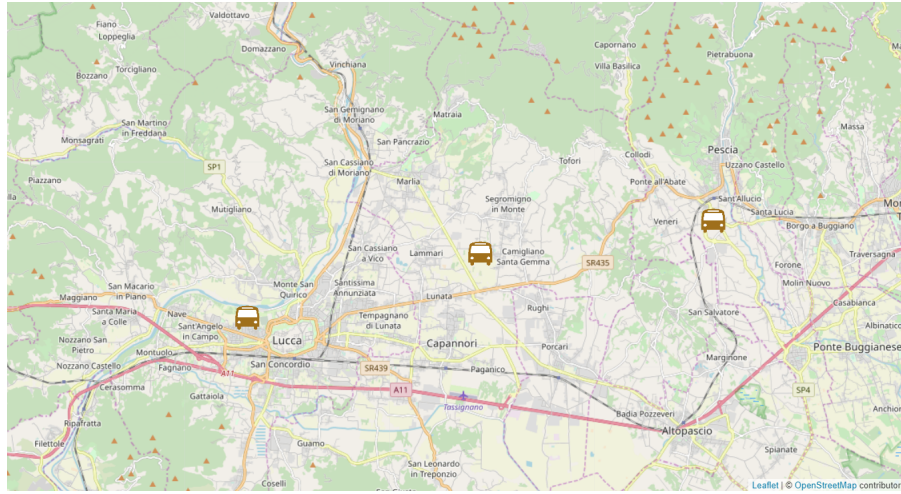 Fiano
Loppeglia
Valdottavo
Domazzano
Vinchiana
Capornano
Villa Basilica
Pietrabuona
Bozzano
Torcigliano
San Gemignano
di Moriano
Matraia
San Martino
in Freddana
Monsagrati
San Pancrazio
Massa
Pescia
Collodi
Tofori
Uzzano Castello
SP1
San Cassiano
di Moriano
Piazzano
Marlia
Ponte all'Abate
Segromigno
in Monte
Sant'Allucio
Santa Lucia
Mutigliano
Veneri
Borgo a Buggiano
San Cassiano
a Vico
Lammari
Camigliano
Santa Gemma
SR435
Traversagna
Forone
Molin Nuovo
San Macario
in Piano
Maggiano
Monte San
Quirico
Santissima
Annunziata
Lunata
Rughi
Casabianca
Santa Maria
a Colle
Nave
Tempagnano
di Lunata
San Salvatore
Albinatico
Sant'Angelo
in Campo
Lucca
Capannori
Porcari
Nozzano San
Pietro
Montuolo
Ponte Buggianese
Marginone
Nozzano Castello
Fagnano
A11
San Concordio
SR439
Paganico
Cerasomma
Gattaiola
A11
Tassignano
SP4
Badia Pozzeveri
Altopascio
Riparratta
Filettole
Guamo
Spianate
San Leonardo
in Treponzio
Leaflet | © OpenStreetMap contributor